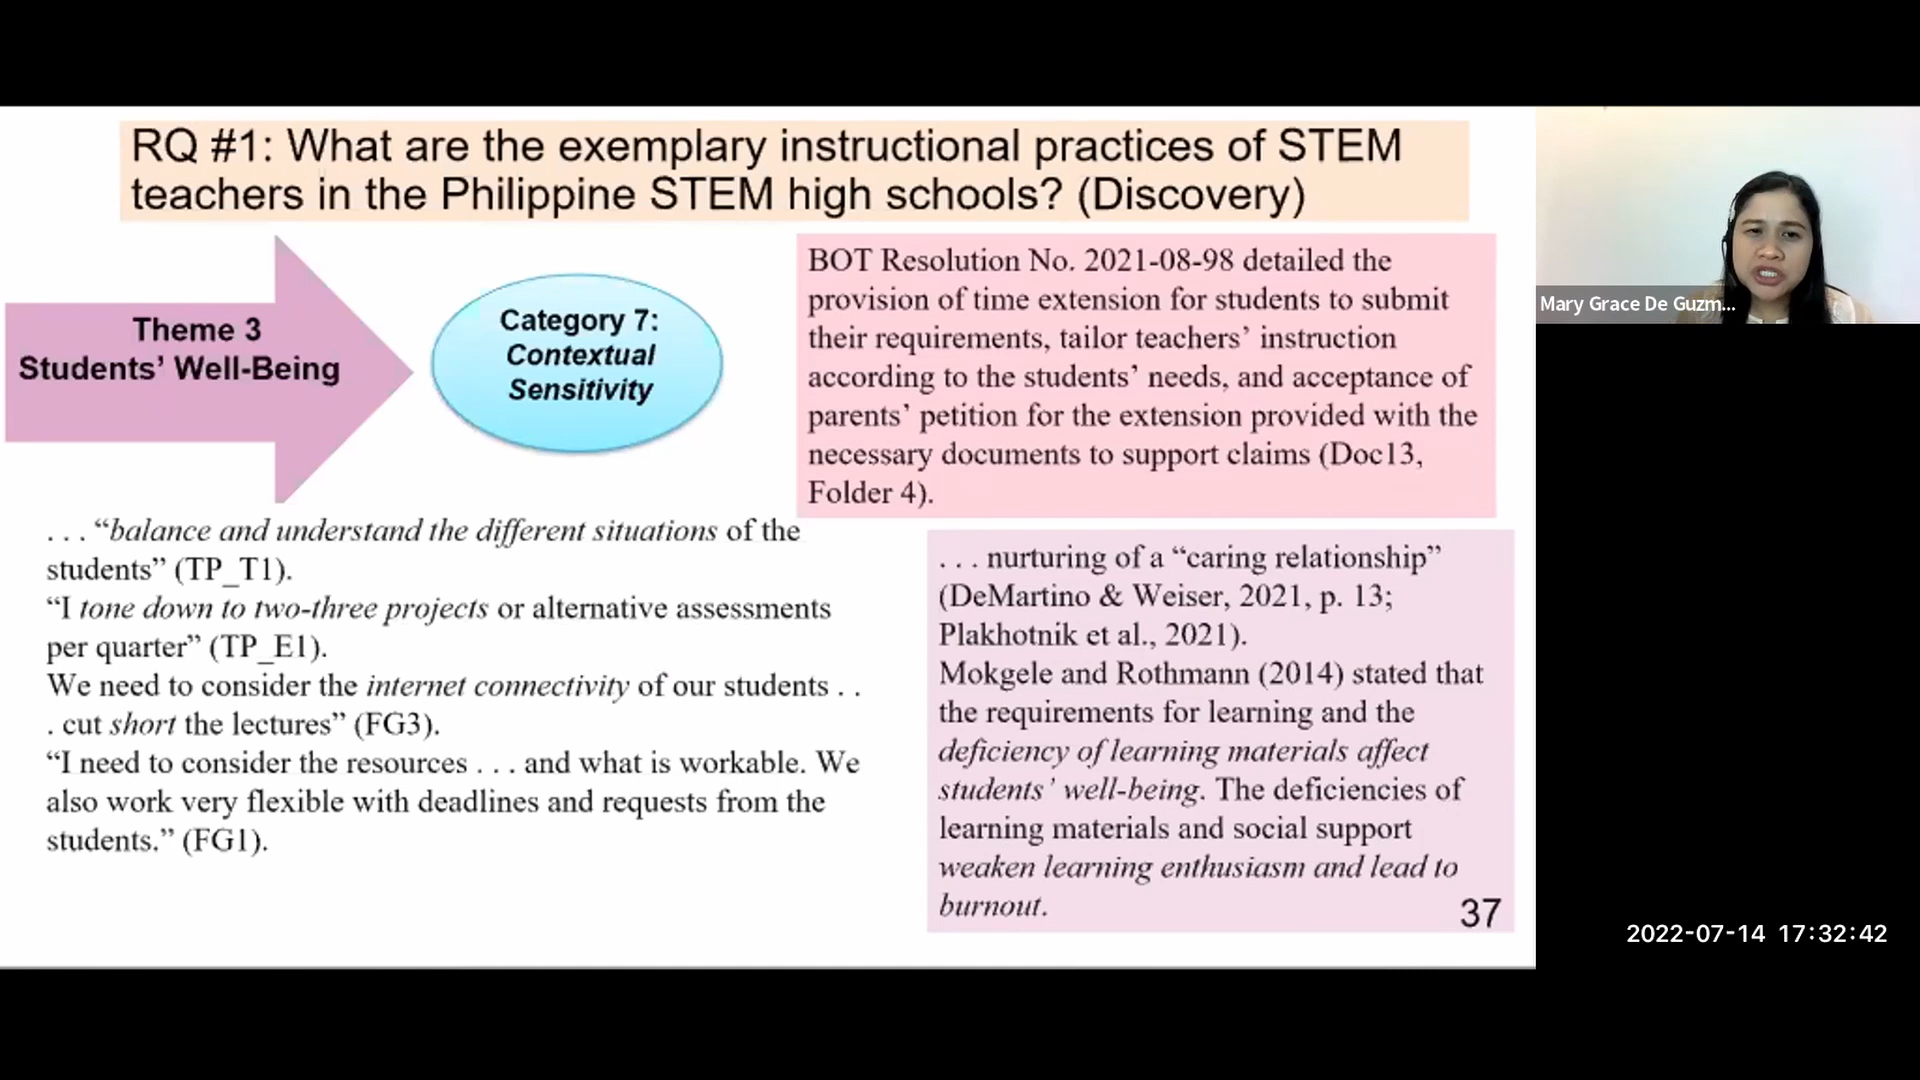 RQ #1: What are the exemplary instructional practices of STEM
teachers in the Philippine STEM high schools? (Discovery)
Theme 3
Students’ Well-Being
Category 7:
Contextual
Sensitivity
BOT Resolution No. 2021-08-98 detailed the
provision of time extension for students to submit
their requirements, tailor teachers’ instruction
according to the students’ needs, and acceptance of
parents’ petition for the extension provided with the
necessary documents to support claims (Doc13,
Folder 4).
. . . “balance and understand the different situations of the
students” (TP_T1).
“I tone down to two-three projects or alternative assessments
per quarter” (TP_E1).
We need to consider the internet connectivity of our students . .
. cut short the lectures” (FG3).
“I need to consider the resources . . . and what is workable. We
also work very flexible with deadlines and requests from the
students.” (FG1).
. . . nurturing of a “caring relationship”
(DeMartino & Weiser, 2021, p. 13;
Plakhotnik et al., 2021).
Mokgele and Rothmann (2014) stated that
the requirements for learning and the
deficiency of learning materials affect
students’ well-being. The deficiencies of
learning materials and social support
weaken learning enthusiasm and lead to
burnout.
37
Mary Grace De Guzm...
2022-07-14 17:32:42